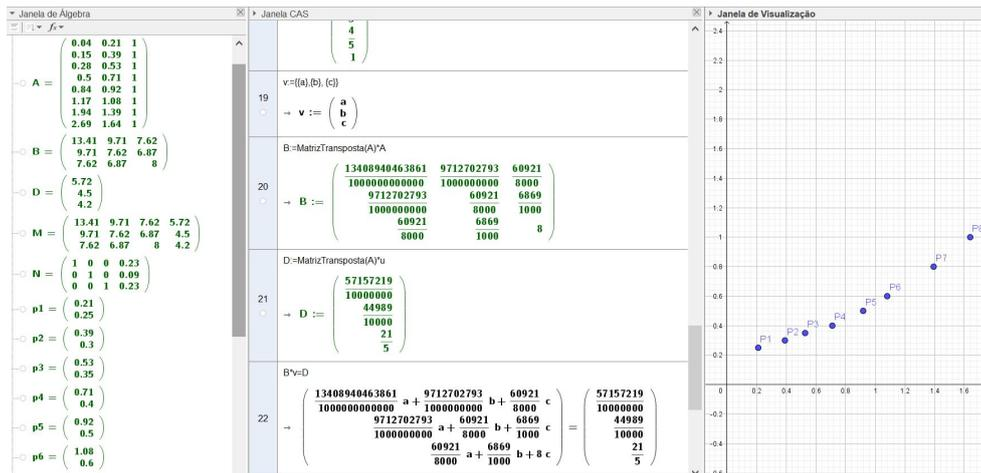 Janela de Álgebra
A = 0.04 0.21 1
0.15 0.39 1
0.28 0.53 1
0.5 0.71 1
0.84 0.92 1
1.17 1.08 1
1.94 1.39 1
2.69 1.64 1
B = 13.41 9.71 7.62
9.71 7.62 6.87
7.62 6.87 8
D = 5.72
4.5
4.2
M = 13.41 9.71 7.62 5.72
9.71 7.62 6.87 4.5
7.62 6.87 8 4.2
N = 1 0 0 0.23
0 1 0 0.09
0 0 1 0.23
p1 = 0.21
0.25
p2 = 0.39
0.3
p3 = 0.53
0.35
p4 = 0.71
0.4
p5 = 0.92
0.5
p6 = 1.08
0.6
Janela CAS
4
5
1
19
v:={{a},{b}, {c}}
→ v := a
b
c
20
B:=MatrizTransposta(A)*A
→ B := 13408940463861/1000000000000 9712702793/1000000000 60921/8000
9712702793/1000000000 60921/8000 6869/1000
60921/8000 6869/1000 8
21
D:=MatrizTransposta(A)*u
→ D := 57157219/10000000
44989/10000
21/5
22
B*v=D
→ 13408940463861/1000000000000 a + 9712702793/1000000000 b + 60921/8000 c = 57157219/10000000
9712702793/1000000000 a + 60921/8000 b + 6869/1000 c = 44989/10000
60921/8000 a + 6869/1000 b + 8 c = 21/5
Janela de Visualização
2.4
2.2
2
1.8
1.6
1.4
1.2
1
0.8
0.6
0.4
0.2
0
-0.2
-0.4
0 0.2 0.4 0.6 0.8 1 1.2 1.4 1.6
P1
P2
P3
P4
P5
P6
P7